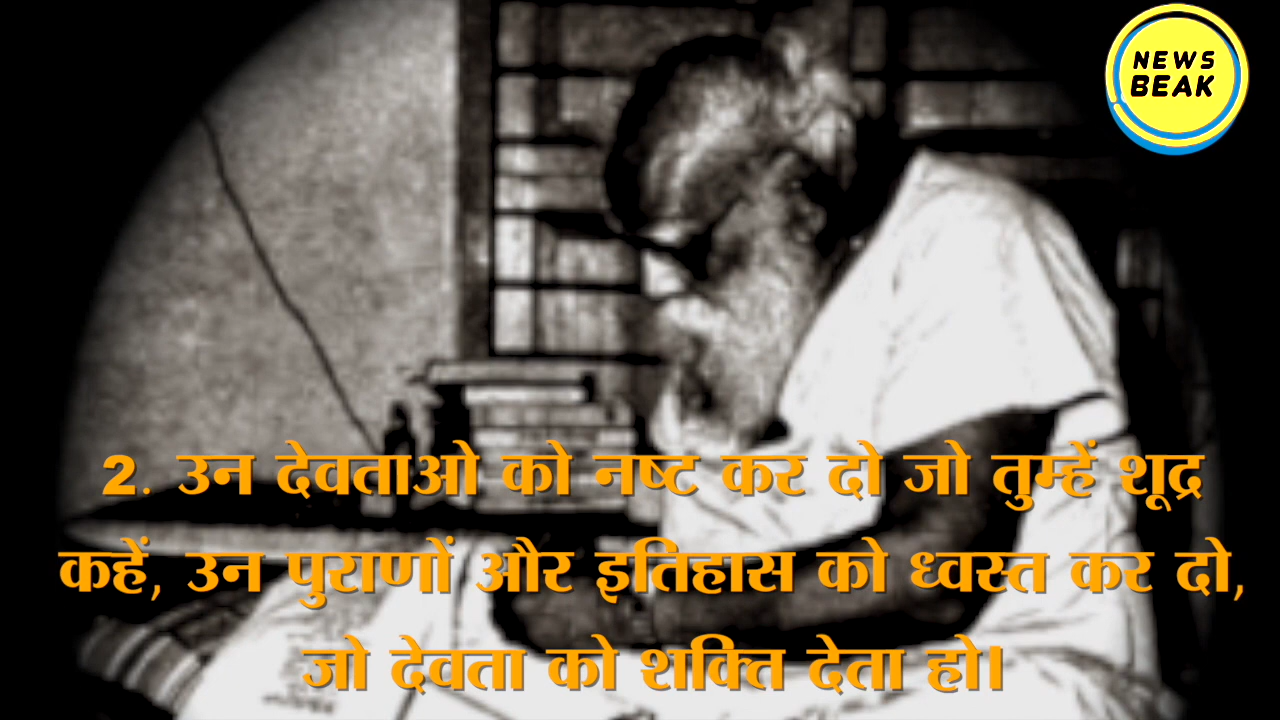 NEWS
BEAK
2. उन देवताओ को नष्ट कर दो जो तुम्हें शूद्र
कहें, उन पुराणों और इतिहास को ध्वस्त कर दो,
जो देवता को शक्ति देता हो।